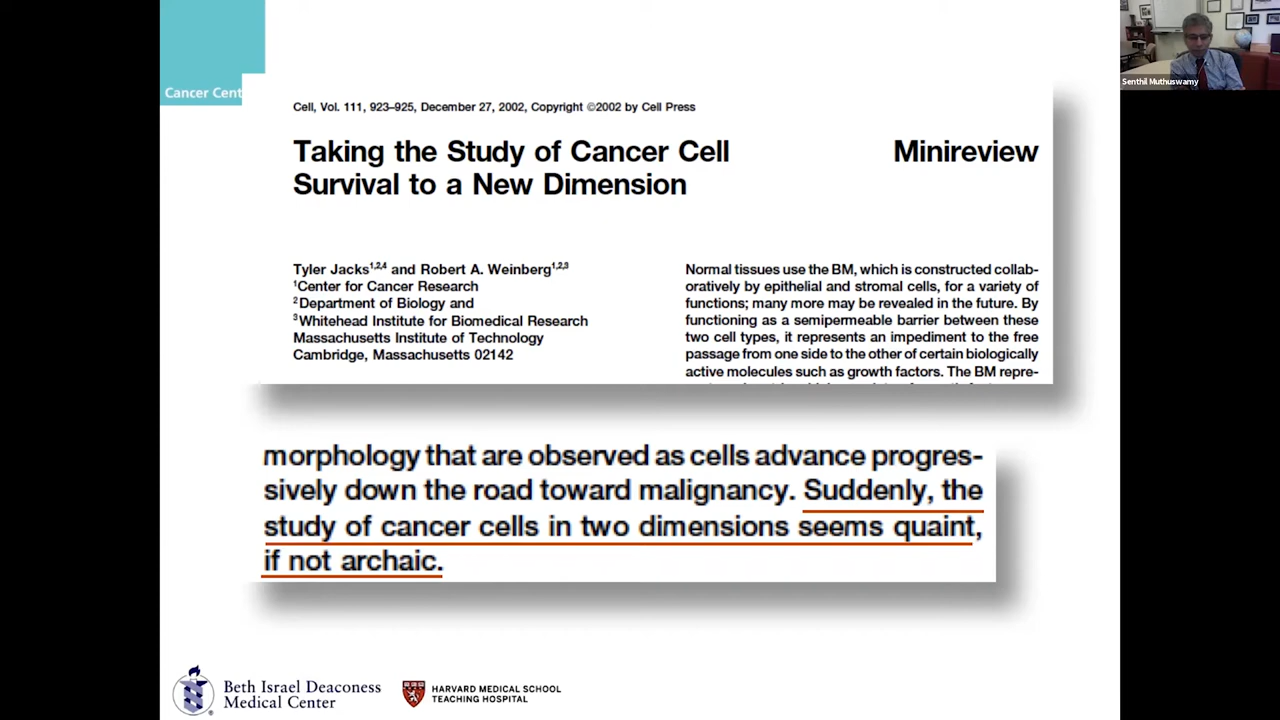 Cancer Cent
Senthil Muthuswamy
Cell, Vol. 111, 923–925, December 27, 2002, Copyright ©2002 by Cell Press
Taking the Study of Cancer Cell
Survival to a New Dimension
Minireview
Tyler Jacks1,2,4 and Robert A. Weinberg1,2,3
1Center for Cancer Research
2Department of Biology and
3Whitehead Institute for Biomedical Research
Massachusetts Institute of Technology
Cambridge, Massachusetts 02142
Normal tissues use the BM, which is constructed collab-
oratively by epithelial and stromal cells, for a variety of
functions; many more may be revealed in the future. By
functioning as a semipermeable barrier between these
two cell types, it represents an impediment to the free
passage from one side to the other of certain biologically
active molecules such as growth factors. The BM repre-
morphology that are observed as cells advance progres-
sively down the road toward malignancy. Suddenly, the
study of cancer cells in two dimensions seems quaint,
if not archaic.
Beth Israel Deaconess
Medical Center
HARVARD MEDICAL SCHOOL
TEACHING HOSPITAL